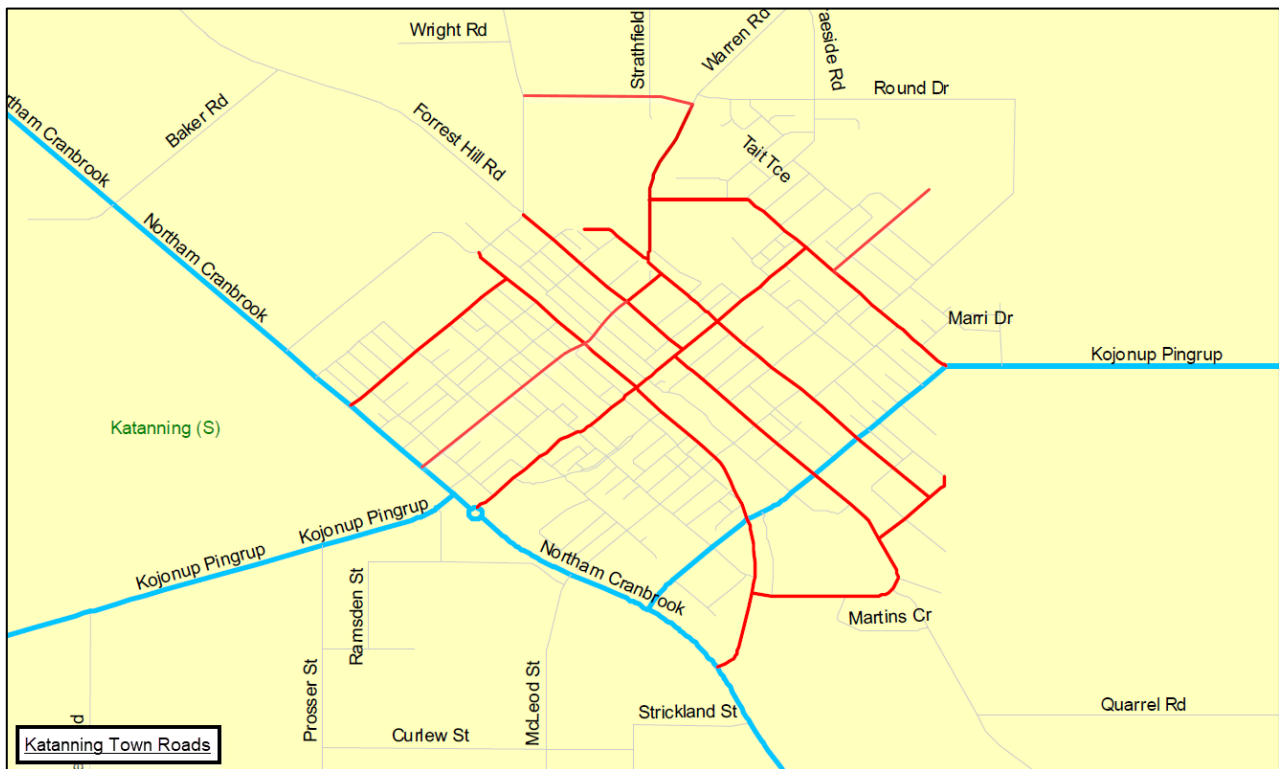 Wright Rd
Strathfield
Warren Rd
aeside Rd
Round Dr
Baker Rd
Forrest Hill Rd
Tait Tce
rtham Cranbrook
Northam Cranbrook
Marri Dr
Kojonup Pingrup
Katanning (S)
Kojonup Pingrup
Kojonup Pingrup
Northam Cranbrook
Ramsden St
Martins Cr
Prosser St
McLeod St
Strickland St
Quarrel Rd
Curlew St
Katanning Town Roads